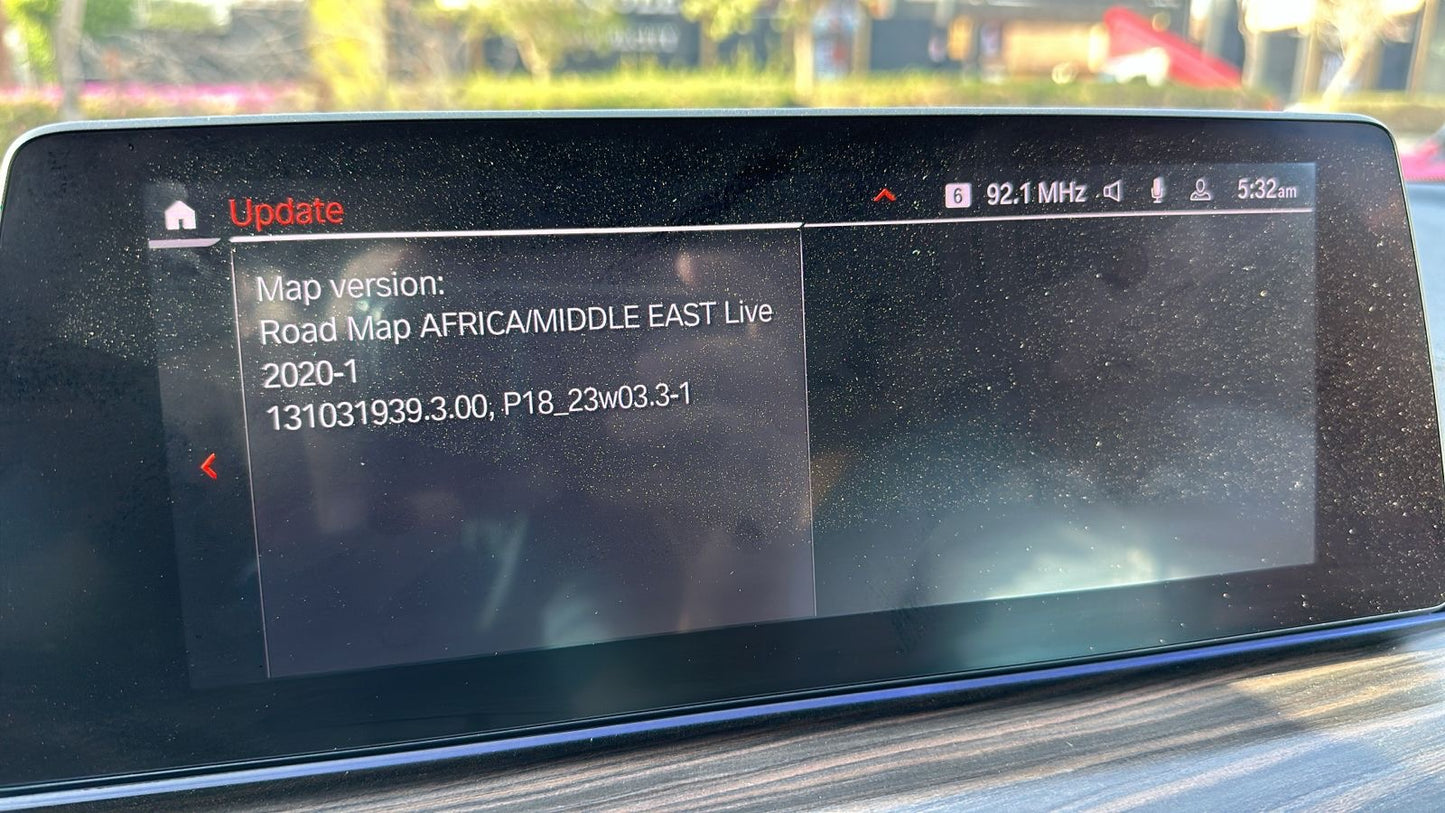 Update
6 92.1 MHz 5:32am
Map version:
Road Map AFRICA/MIDDLE EAST Live
2020-1
131031939.3.00, P18_23w03.3-1